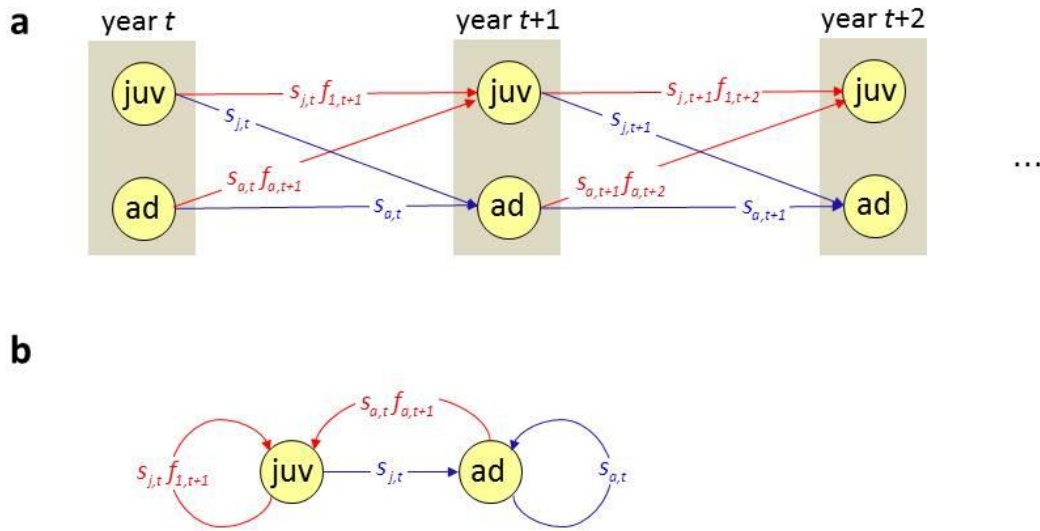 a
year t
year t+1
year t+2
juv
juv
juv
s_{j,t} f_{1,t+1}
s_{j,t+1} f_{1,t+2}
s_{j,t}
s_{j,t+1}
s_{a,t} f_{a,t+1}
s_{a,t+1} f_{a,t+2}
...
ad
ad
ad
s_{a,t}
s_{a,t+1}
b
s_{a,t} f_{a,t+1}
s_{j,t} f_{1,t+1}
juv
s_{j,t}
ad
s_{a,t}